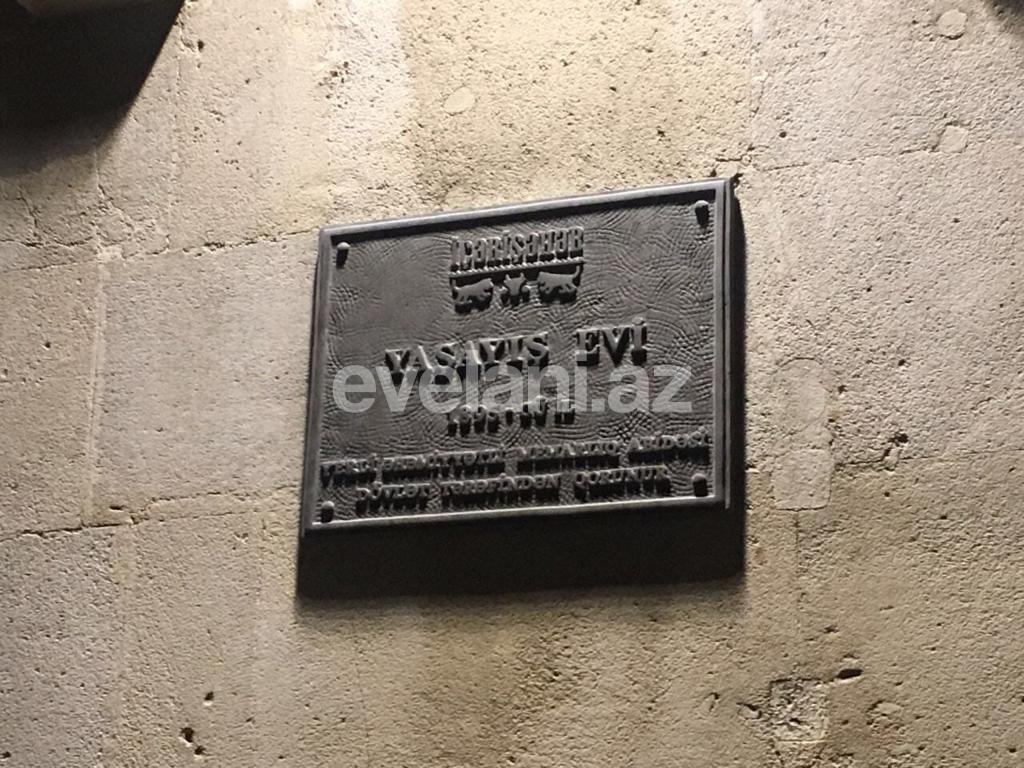 İÇƏRİŞƏHƏR
YAŞAYIŞ EVİ
evelani.az
YERLİ ƏHƏMİYYƏTLİ MEMARLIQ ABİDƏSİ
DÖVLƏT TƏRƏFİNDƏN QORUNUR